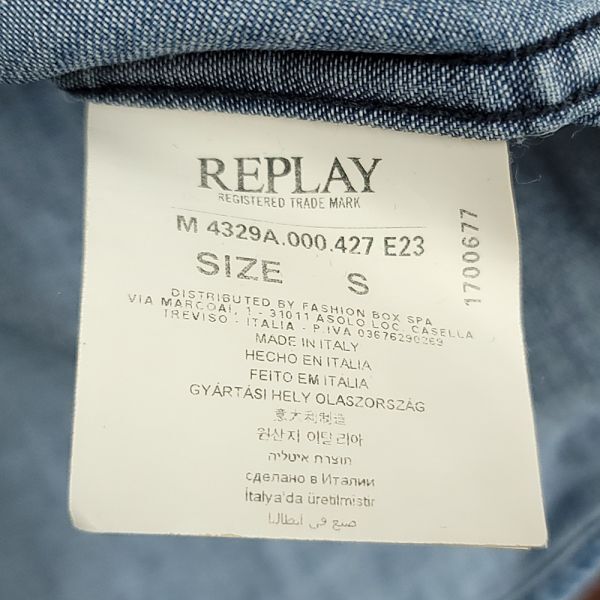 REPLAY
REGISTERED TRADE MARK
M 4329A.000.427 E23
SIZE S
1700677
DISTRIBUTED BY FASHION BOX SPA
VIA MARCOAI, 1 - 31011 ASOLO LOC. CASELLA
TREVISO - ITALIA - P.IVA 03676290269
MADE IN ITALY
HECHO EN ITALIA
FEITO EM ITALIA
GYÁRTÁSI HELY OLASZORSZÁG
意大利制造
원산지 이탈리아
תוצרת איטליה
сделано в Италии
İtalya'da üretilmistir
صنع في ايطاليا